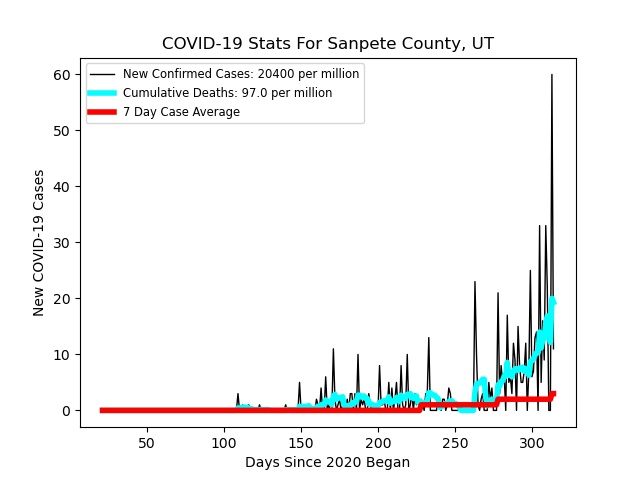 COVID-19 Stats For Sanpete County, UT
New Confirmed Cases: 20400 per million
Cumulative Deaths: 97.0 per million
7 Day Case Average
New COVID-19 Cases
60
50
40
30
20
10
0
50 100 150 200 250 300
Days Since 2020 Began